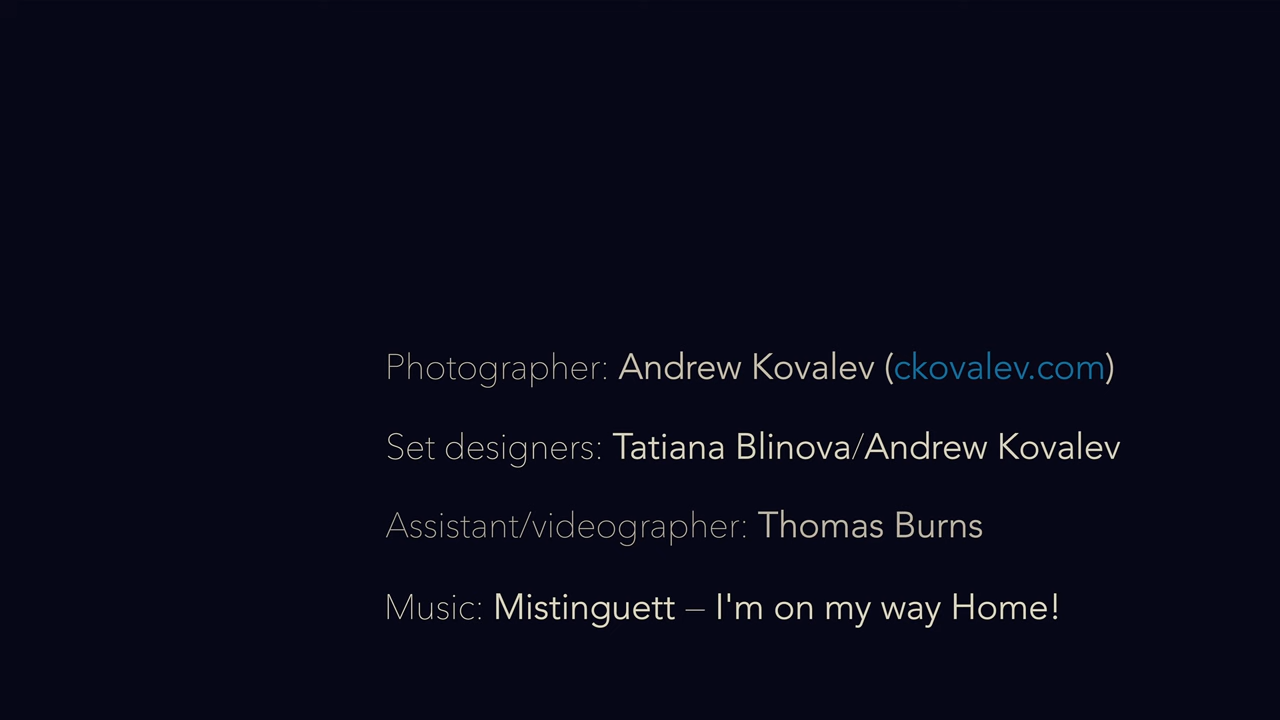 Photographer: Andrew Kovalev (ckovalev.com)
Set designers: Tatiana Blinova/Andrew Kovalev
Assistant/videographer: Thomas Burns
Music: Mistinguett – I'm on my way Home!